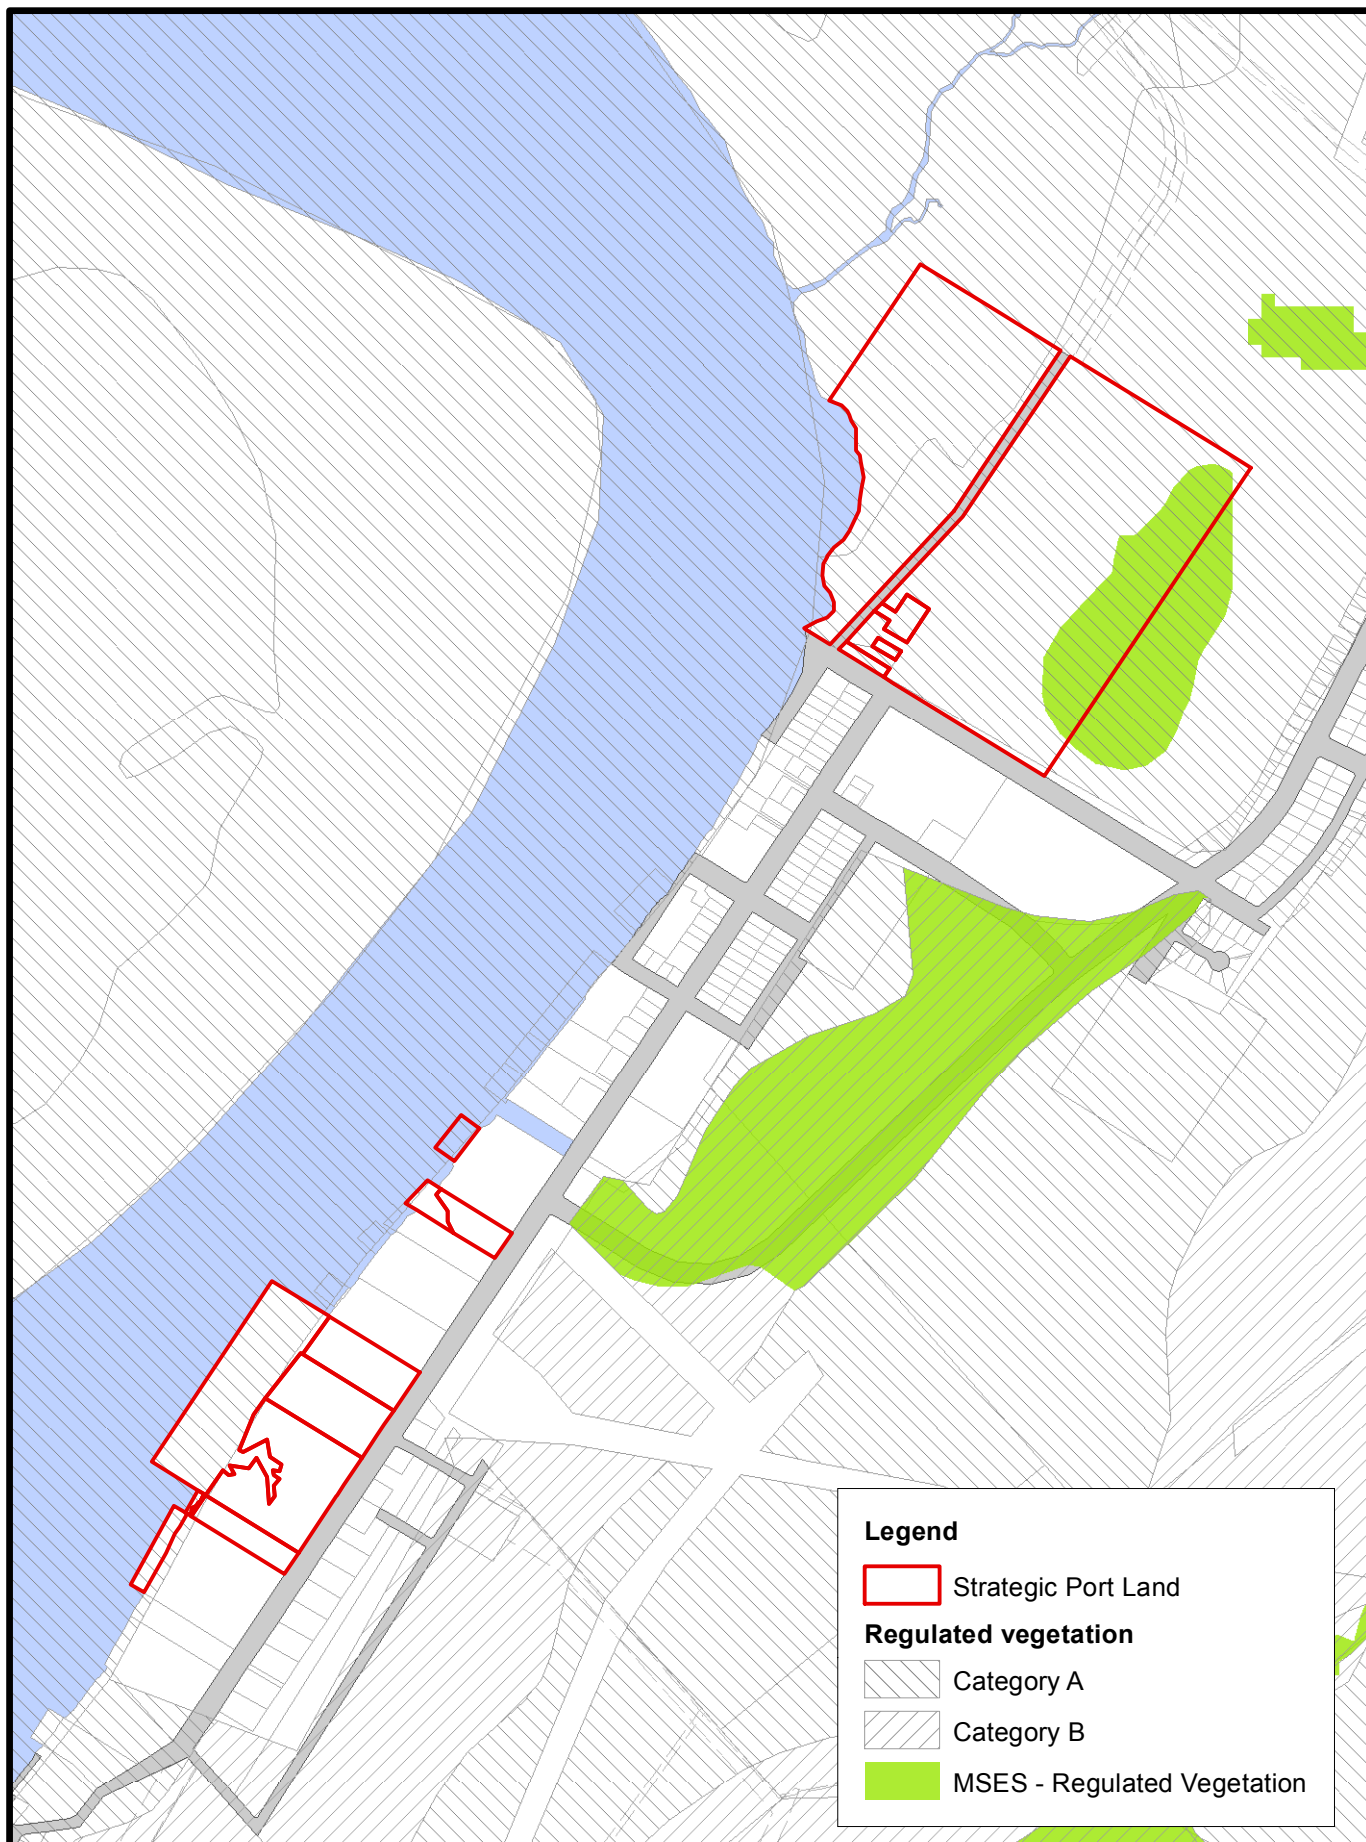 Legend
Strategic Port Land
Regulated vegetation
Category A
Category B
MSES - Regulated Vegetation